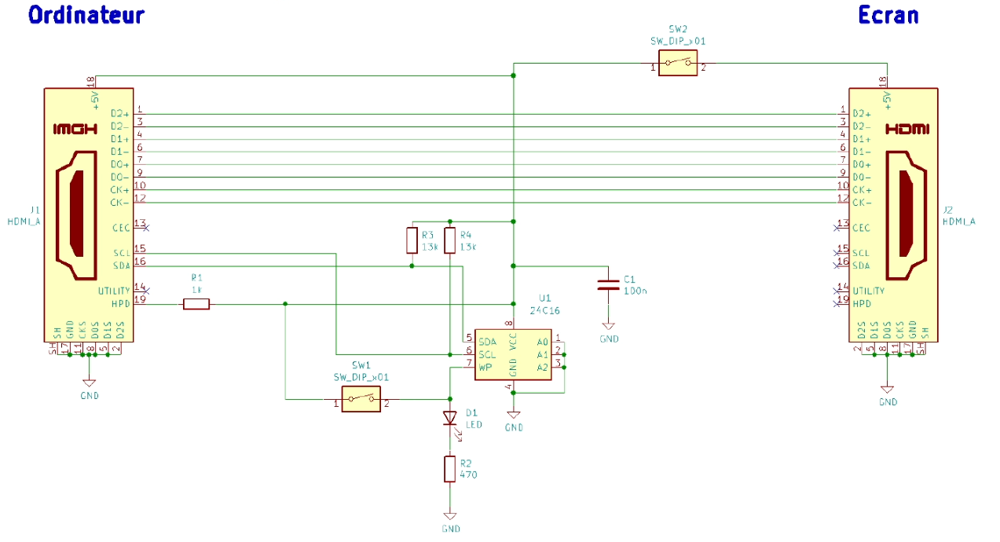 Ordinateur
Ecran
SW2
SW_DIP_x01
1
2
18
+5V
18
+5V
D2+ 1
D2- 3
D1+ 4
D1- 6
D0+ 7
D0- 9
CK+ 10
CK- 12
CEC 13
SCL 15
SDA 16
UTILITY 14
HPD 19
HDMI
J1
HDMI_A
SH
GND
CKS
D0S
D1S
D2S
SH
17
11
8
5
2
GND
1 D2+
3 D2-
4 D1+
6 D1-
7 D0+
9 D0-
10 CK+
12 CK-
13 CEC
15 SCL
16 SDA
14 UTILITY
19 HPD
HDMI
J2
HDMI_A
D2S
D1S
D0S
CKS
GND
SH
2
5
8
11
17
SH
GND
R3
13k
R4
13k
R1
1k
C1
100n
GND
U1
24C16
8
VCC
5 SDA
6 SCL
7 WP
A0 1
A1 2
A2 3
GND
4
GND
SW1
SW_DIP_x01
1
2
D1
LED
R2
470
GND